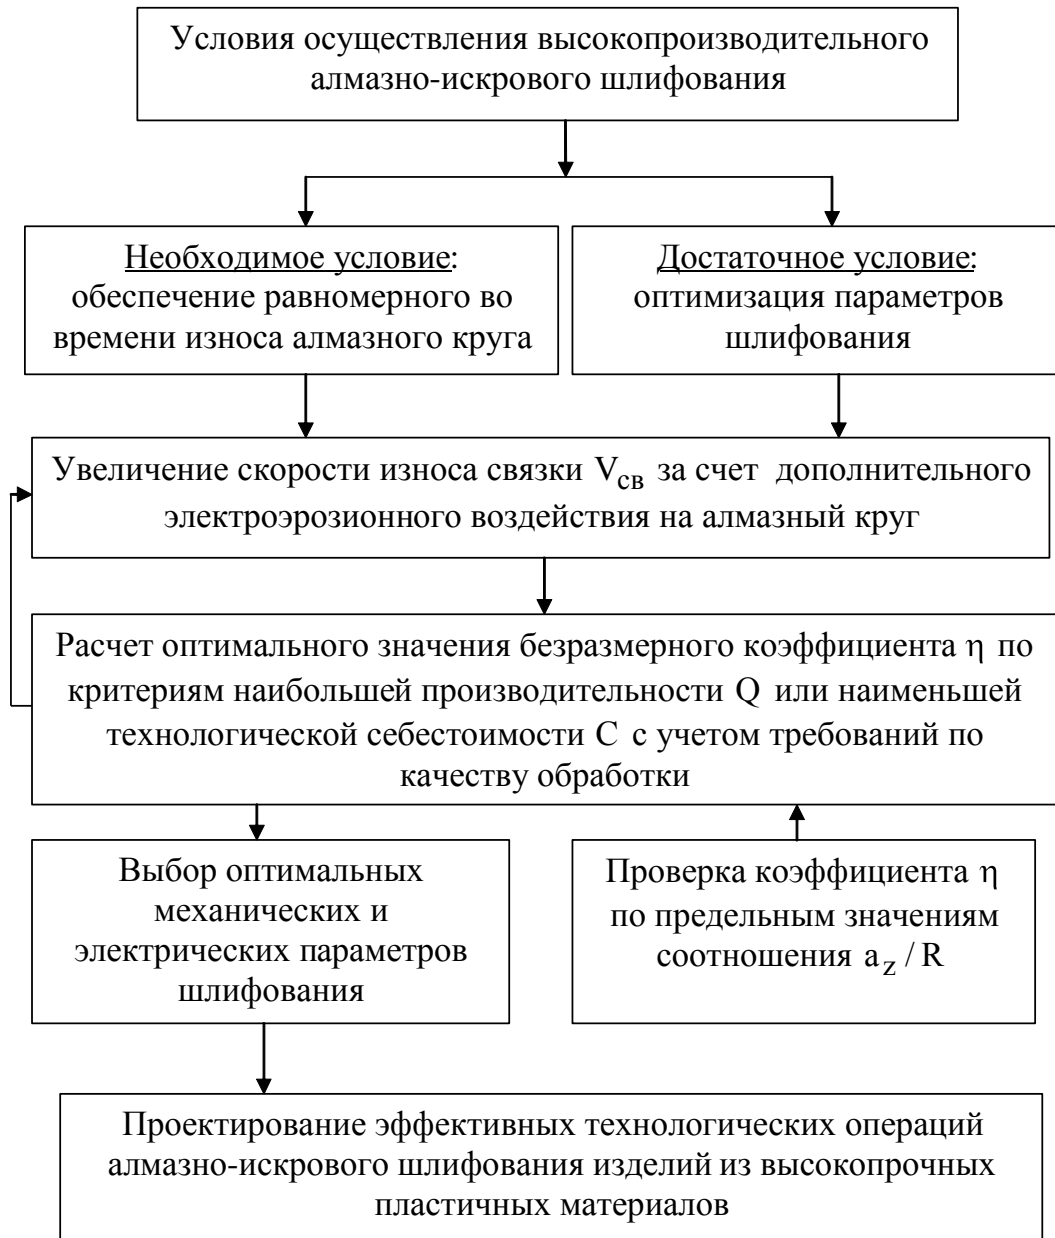 Условия осуществления высокопроизводительного
алмазно-искрового шлифования
Необходимое условие:
обеспечение равномерного во
времени износа алмазного круга
Достаточное условие:
оптимизация параметров
шлифования
Увеличение скорости износа связки Vсв за счет дополнительного
электроэрозионного воздействия на алмазный круг
Расчет оптимального значения безразмерного коэффициента η по
критериям наибольшей производительности Q или наименьшей
технологической себестоимости С с учетом требований по
качеству обработки
Выбор оптимальных
механических и
электрических параметров
шлифования
Проверка коэффициента η
по предельным значениям
соотношения az / R
Проектирование эффективных технологических операций
алмазно-искрового шлифования изделий из высокопрочных
пластичных материалов